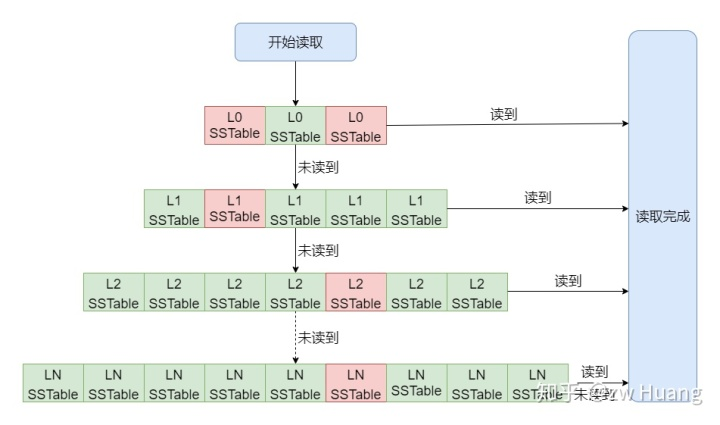 开始读取
L0 L0 L0
SSTable SSTable SSTable
读到
未读到
L1 L1 L1 L1 L1
SSTable SSTable SSTable SSTable SSTable
读到
读取完成
未读到
L2 L2 L2 L2 L2 L2 L2
SSTable SSTable SSTable SSTable SSTable SSTable SSTable
读到
未读到
LN LN LN LN LN LN LN LN LN
SSTable SSTable SSTable SSTable SSTable SSTable SSTable SSTable SSTable
读到
未读到
知乎 @zw Huang